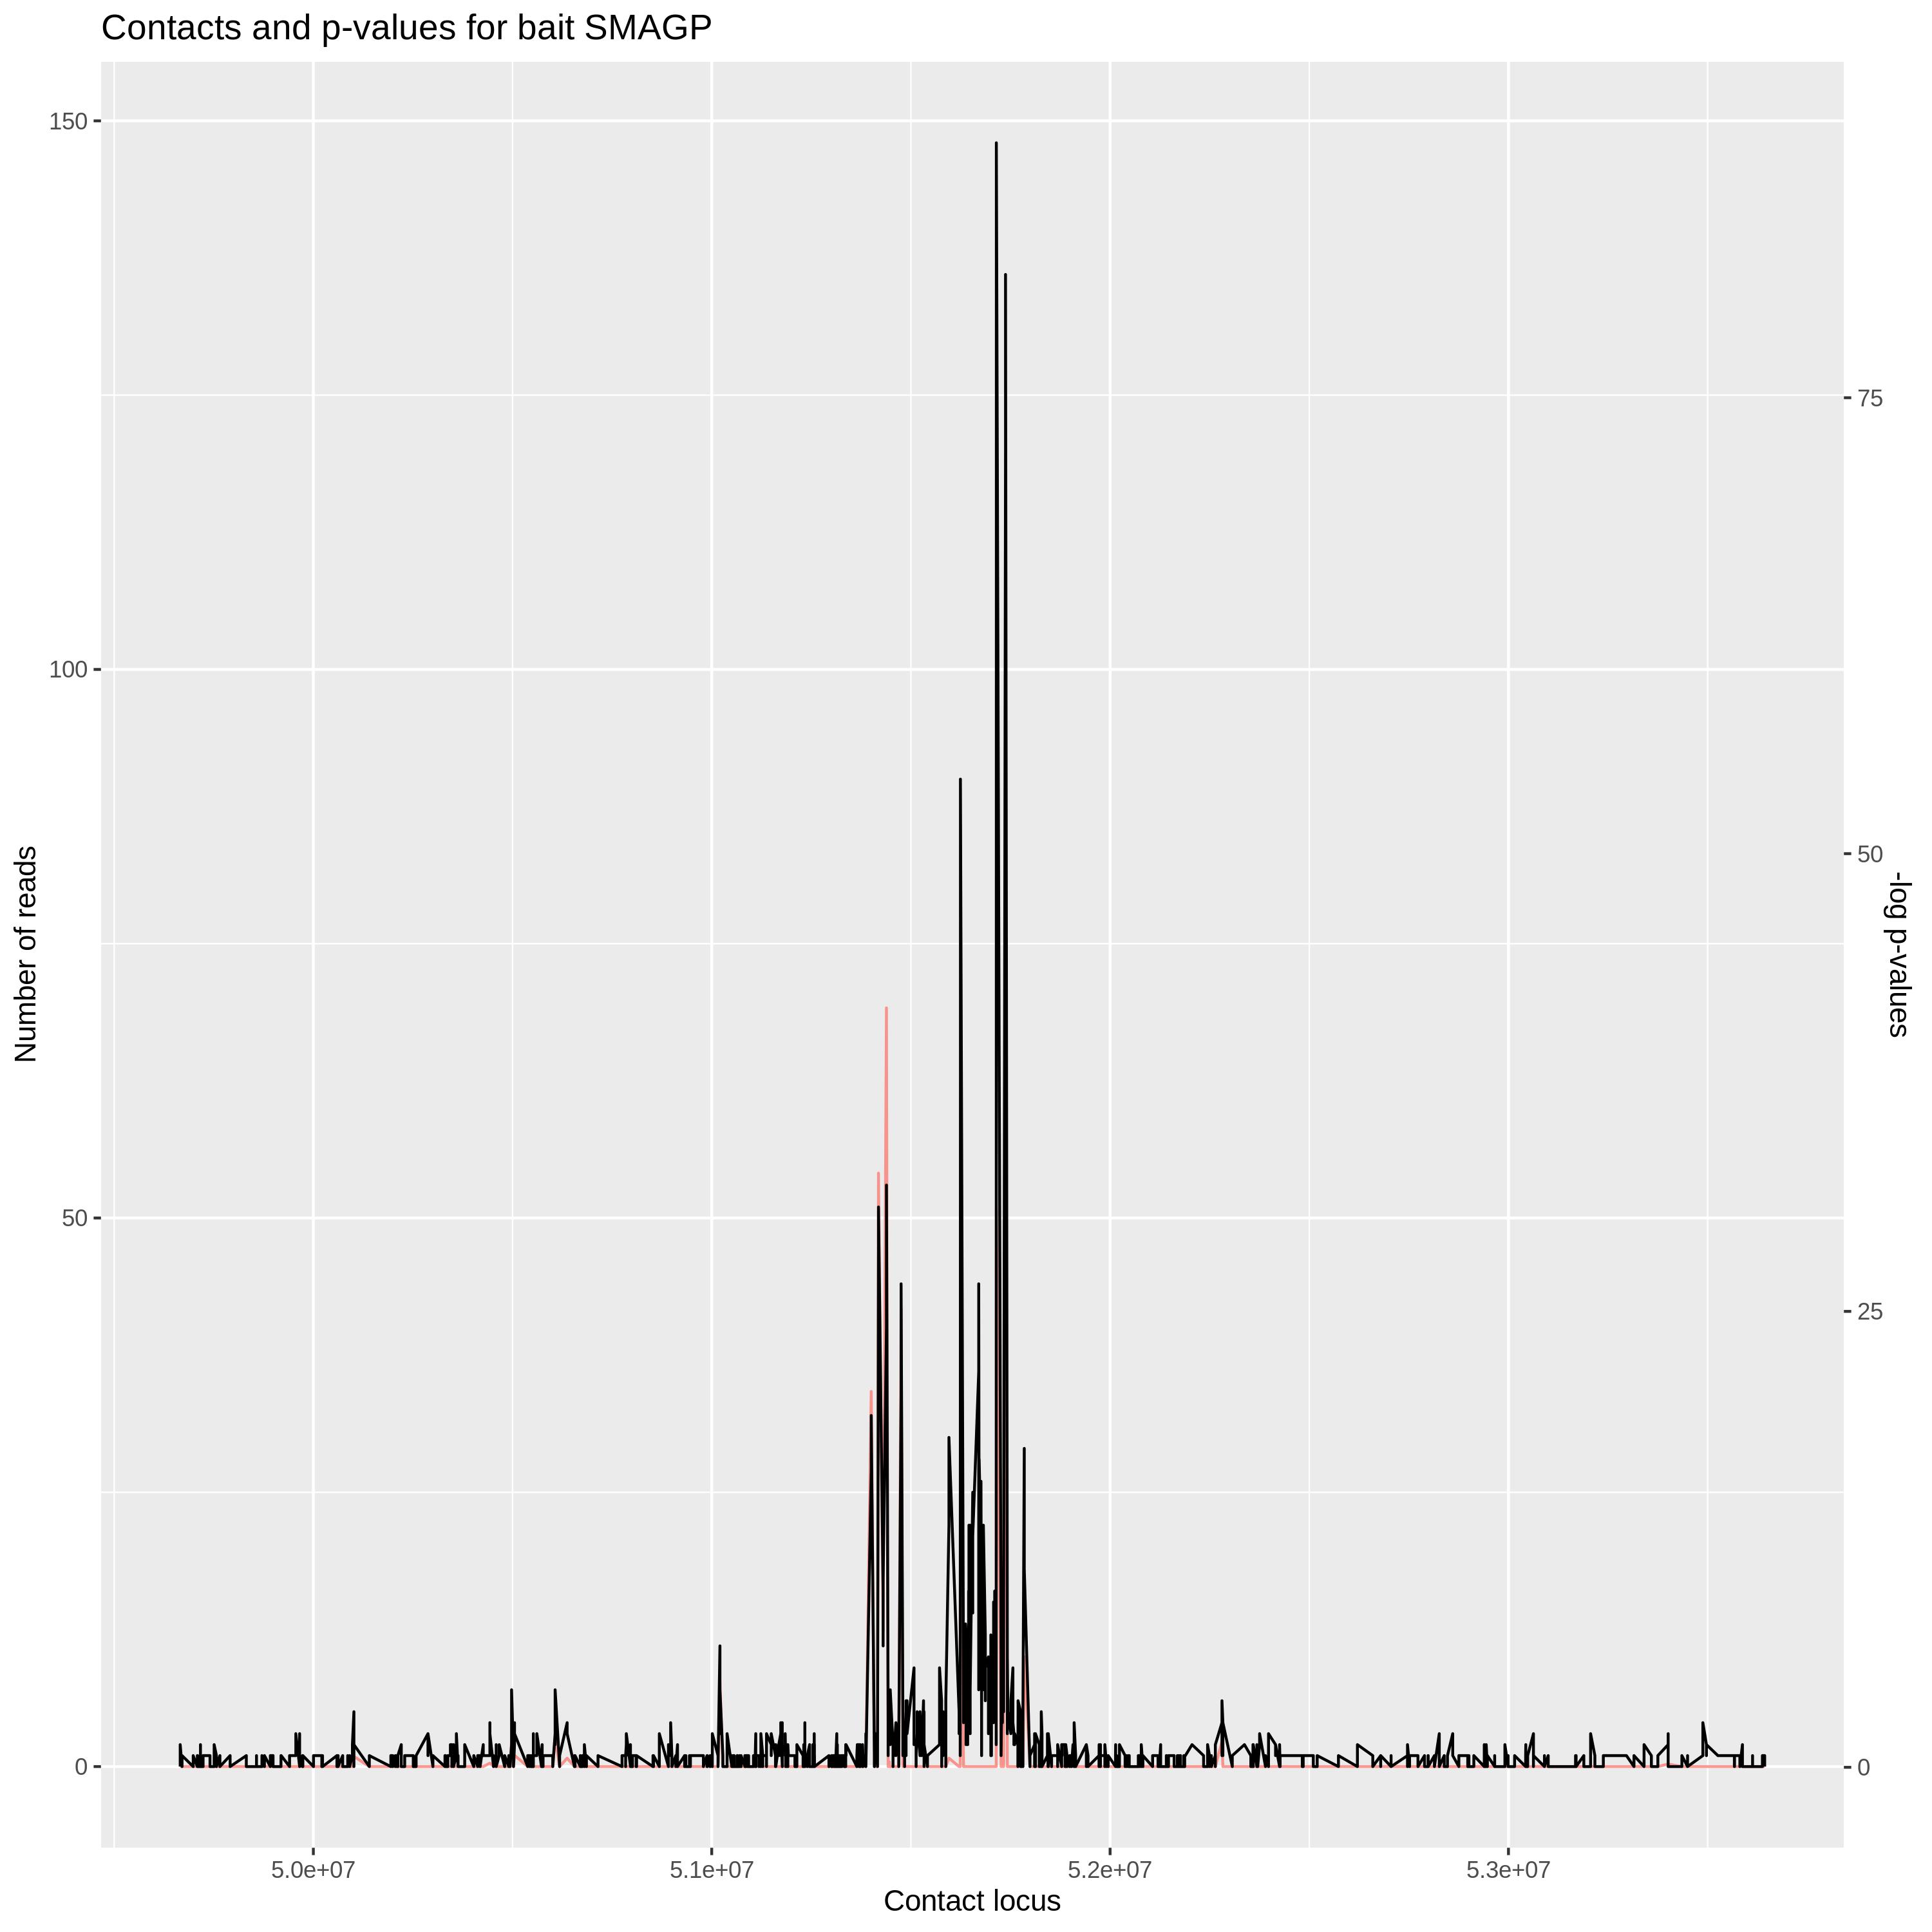 Contacts and p-values for bait SMAGP
150
100
50
0
Number of reads
75
50
25
0
-log p-values
5.0e+07
5.1e+07
5.2e+07
5.3e+07
Contact locus